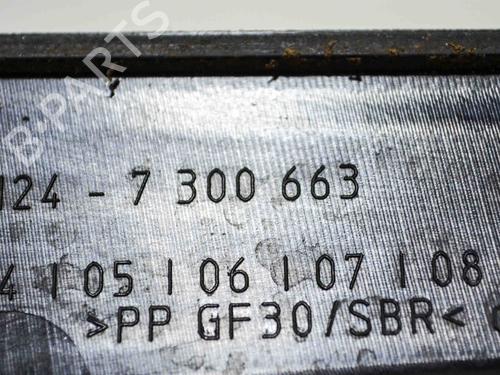 B-PARTS
124 - 7 300 663
4 | 05 | 06 | 07 | 08
>PP GF30/SBR<